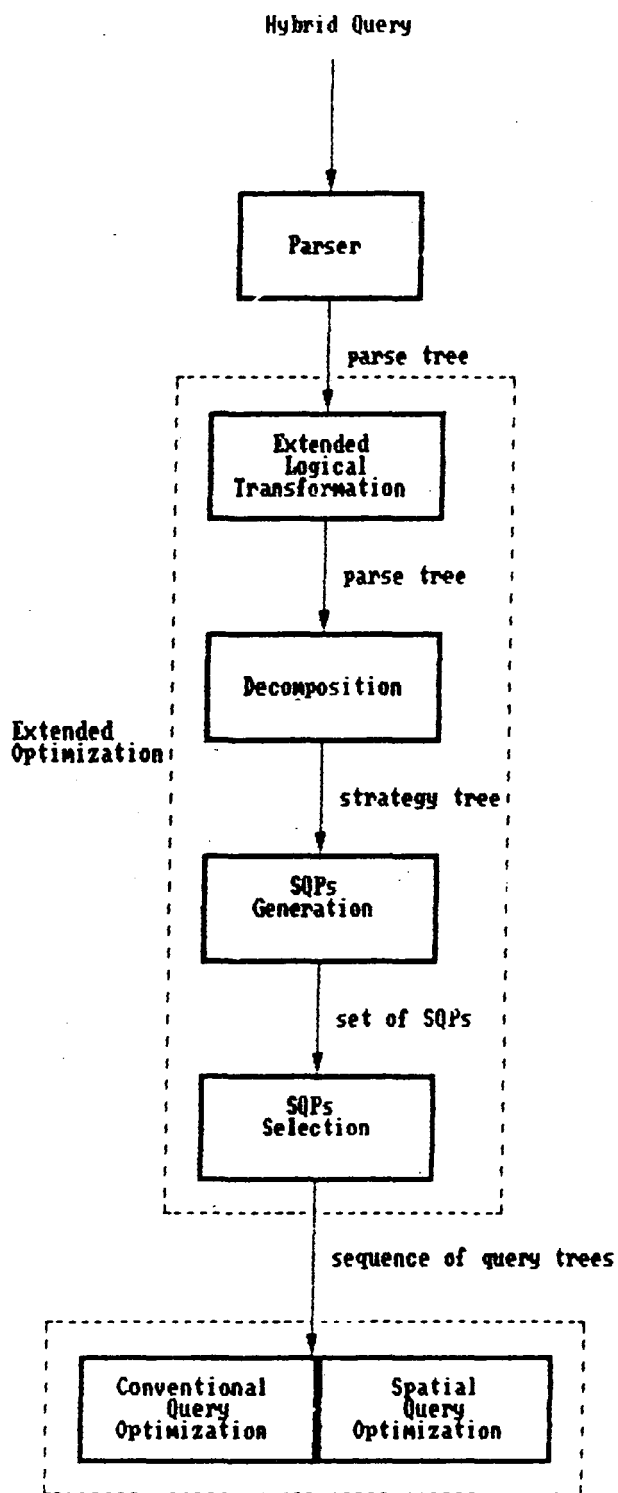 Hybrid Query
Parser
parse tree
Extended
Logical
Transformation
parse tree
Decomposition
Extended
Optimization
strategy tree
SQPs
Generation
set of SQPs
SQPs
Selection
sequence of query trees
Conventional
Query
Optimization
Spatial
Query
Optimization